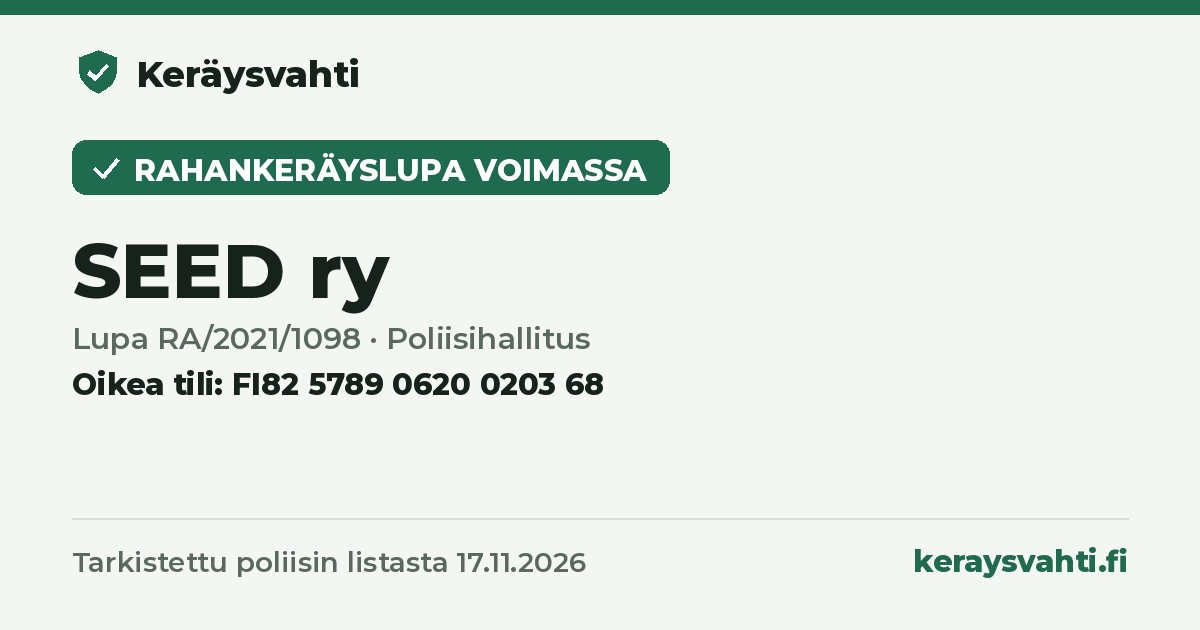 Keräysvahti
RAHANKERÄYSLUPA VOIMASSA
SEED ry
Lupa RA/2021/1098 · Poliisihallitus
Oikea tili: FI82 5789 0620 0203 68
Tarkistettu poliisin listasta 17.11.2026
keraysvahti.fi